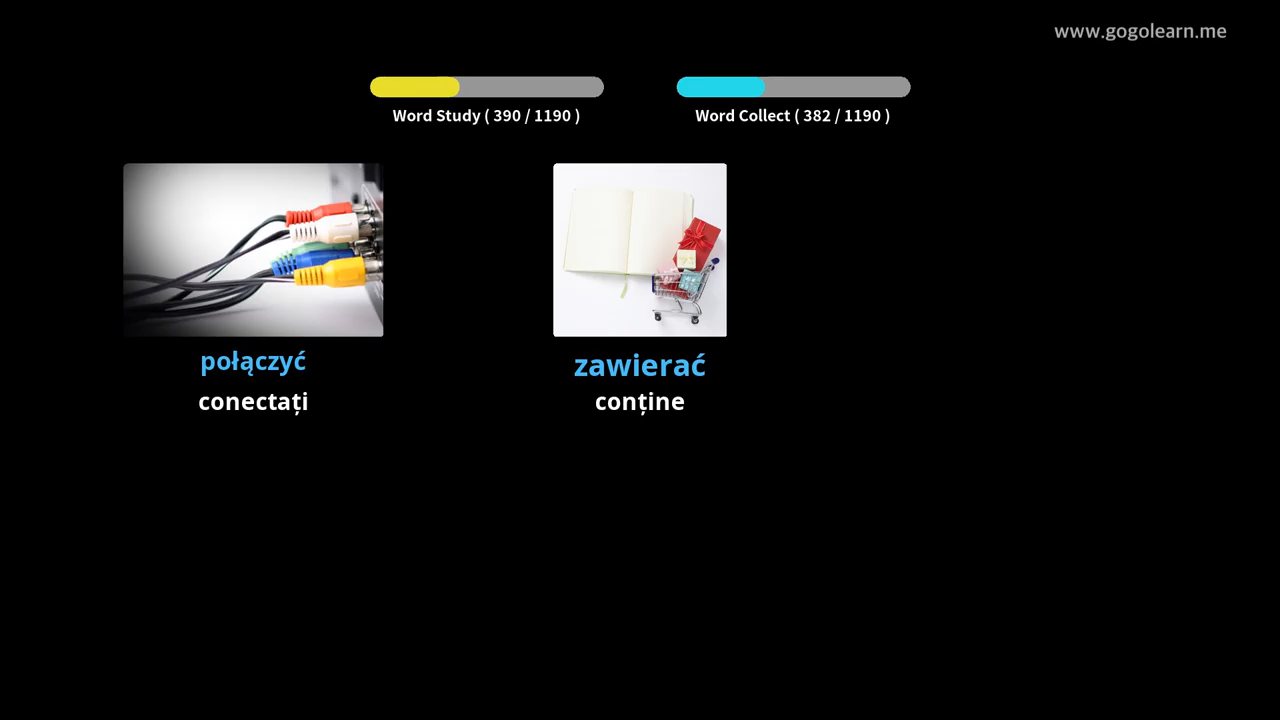 www.gogolearn.me
Word Study ( 390 / 1190 )
Word Collect ( 382 / 1190 )
połączyć
conectați
zawierać
conține